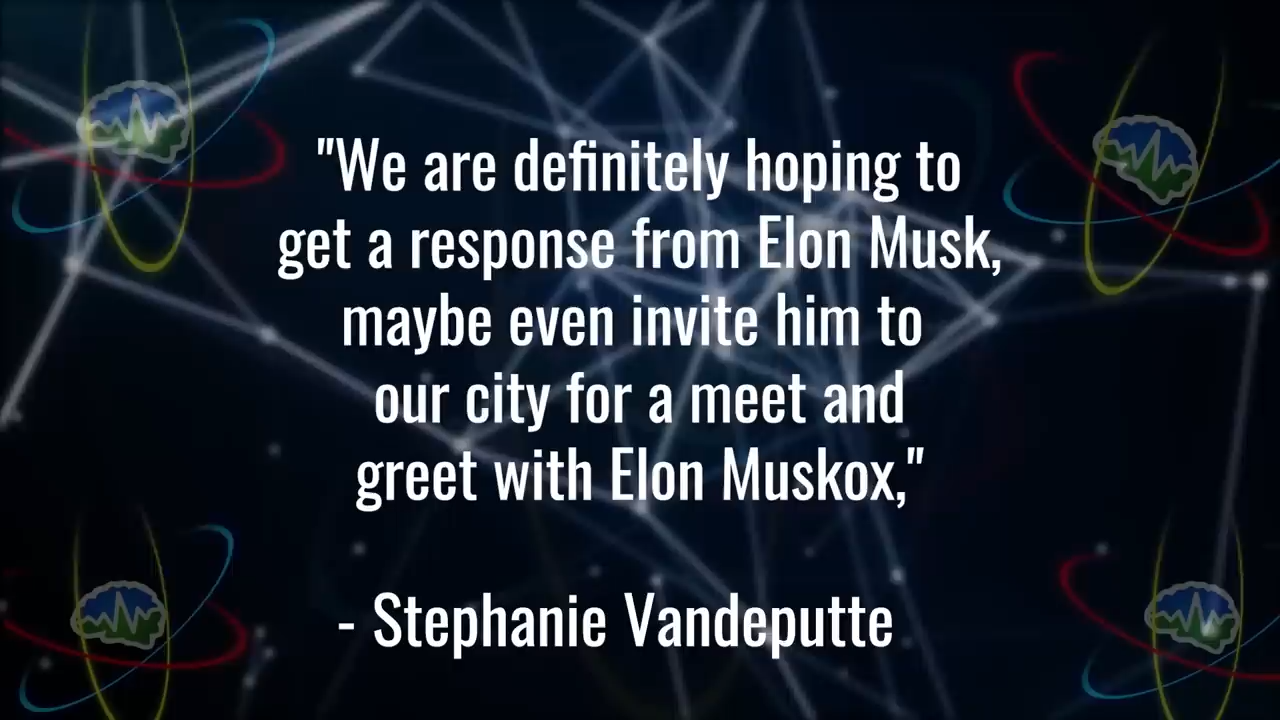 "We are definitely hoping to
get a response from Elon Musk,
maybe even invite him to
our city for a meet and
greet with Elon Muskox,"
- Stephanie Vandeputte